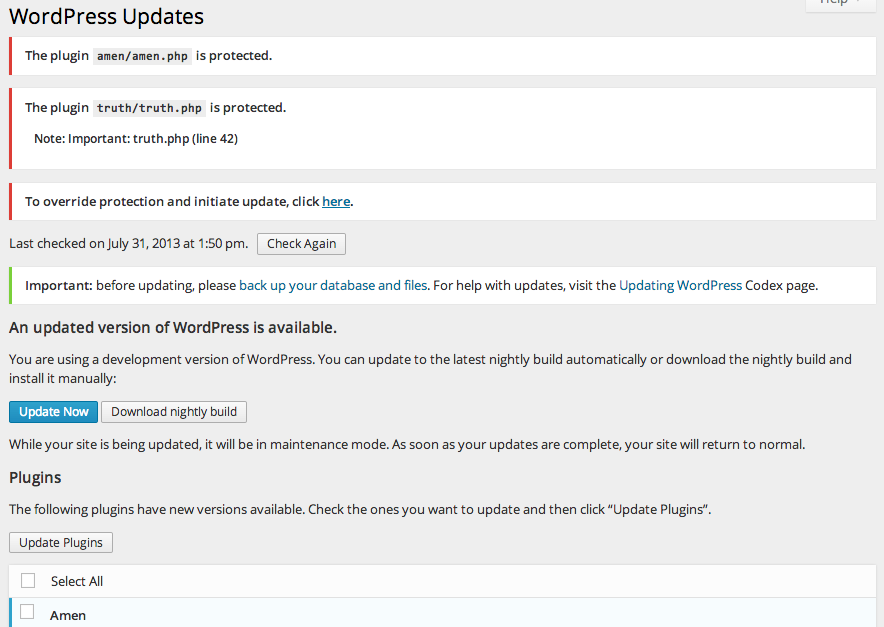 Help
WordPress Updates
The plugin amen/amen.php is protected.
The plugin truth/truth.php is protected.
Note: Important: truth.php (line 42)
To override protection and initiate update, click here.
Last checked on July 31, 2013 at 1:50 pm. Check Again
Important: before updating, please back up your database and files. For help with updates, visit the Updating WordPress Codex page.
An updated version of WordPress is available.
You are using a development version of WordPress. You can update to the latest nightly build automatically or download the nightly build and
install it manually:
Update Now Download nightly build
While your site is being updated, it will be in maintenance mode. As soon as your updates are complete, your site will return to normal.
Plugins
The following plugins have new versions available. Check the ones you want to update and then click “Update Plugins”.
Update Plugins
Select All
Amen